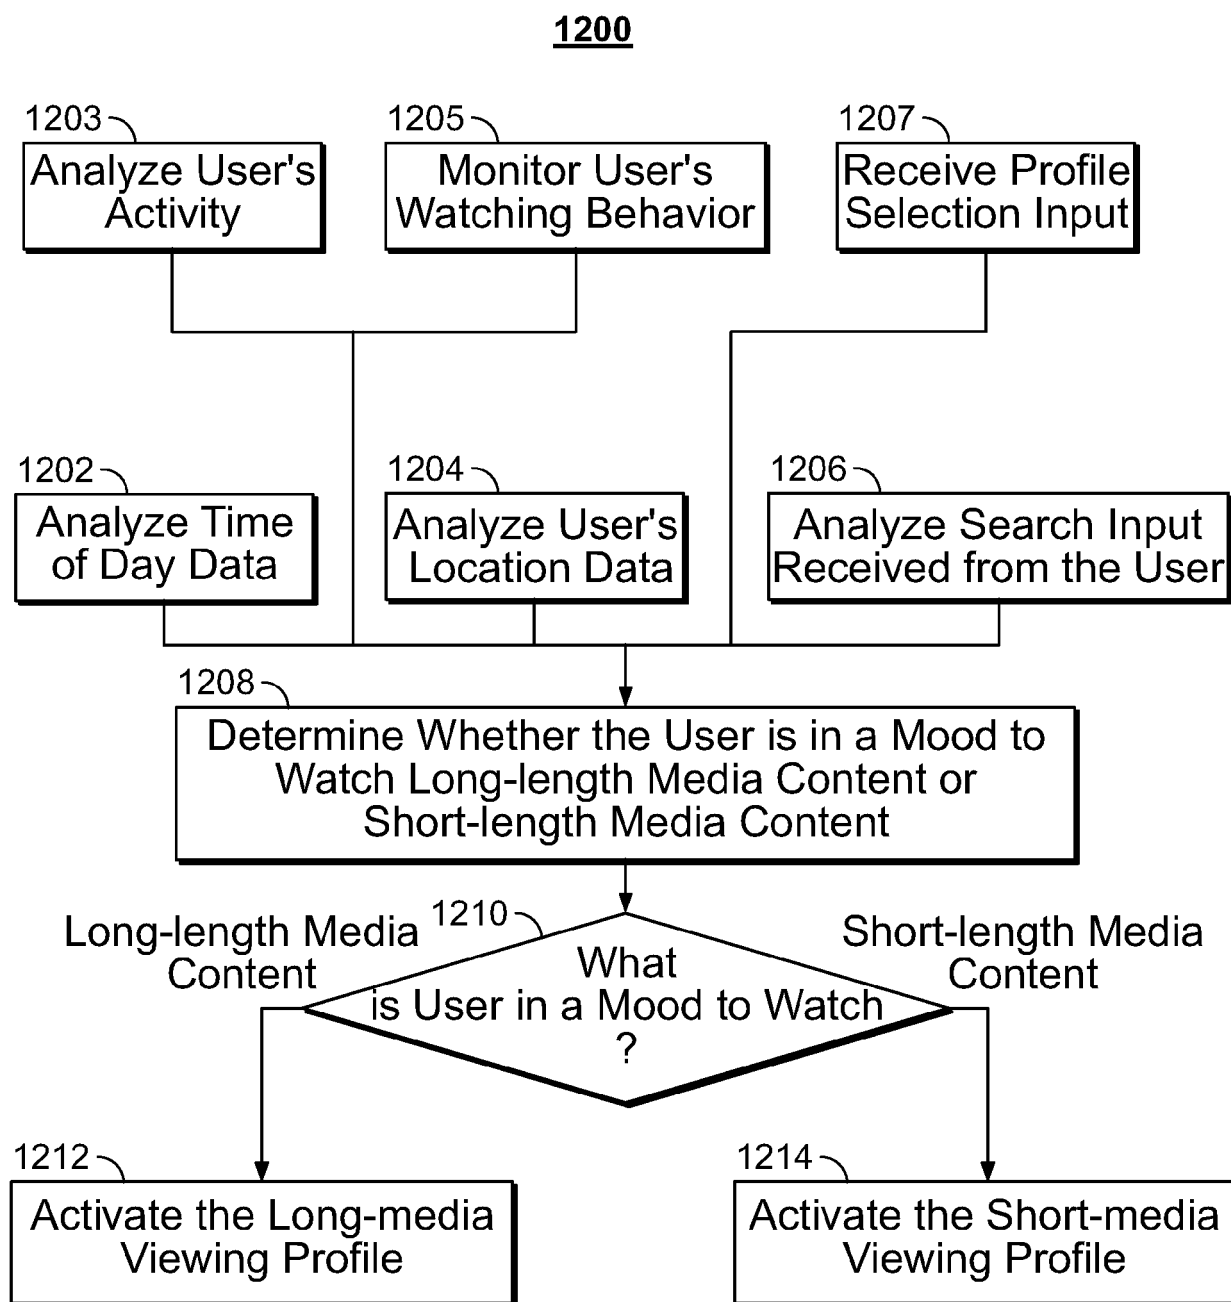 1200
1203
Analyze User's
Activity
1205
Monitor User's
Watching Behavior
1207
Receive Profile
Selection Input
1202
Analyze Time
of Day Data
1204
Analyze User's
Location Data
1206
Analyze Search Input
Received from the User
1208
Determine Whether the User is in a Mood to
Watch Long-length Media Content or
Short-length Media Content
1210
What
is User in a Mood to Watch
?
Long-length Media
Content
Short-length Media
Content
1212
Activate the Long-media
Viewing Profile
1214
Activate the Short-media
Viewing Profile